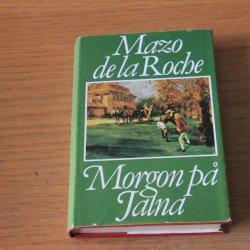 Mazo
de la Roche
Morgon på
Jalna